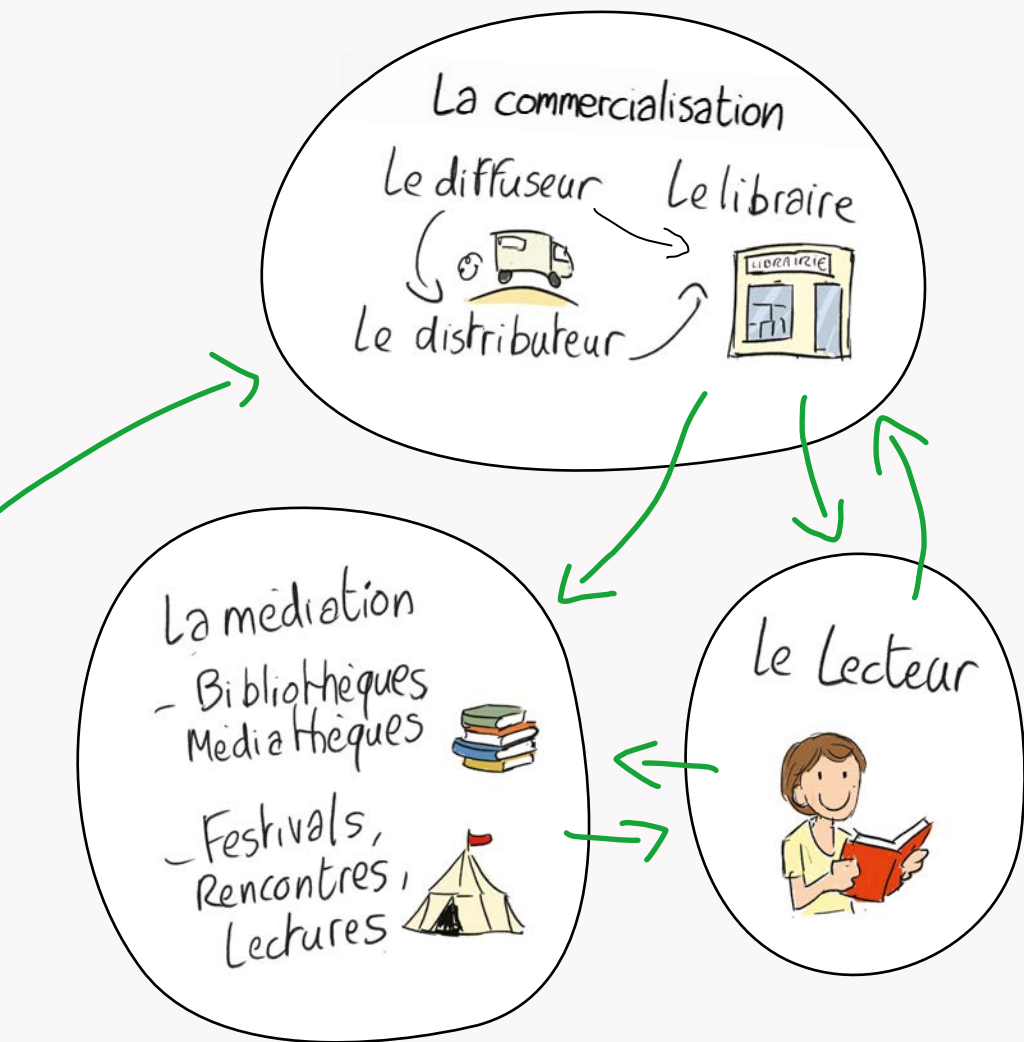 La commercialisation
Le diffuseur
Le libraire
LIBRAIRIE
Le distributeur
La médiation
- Bibliothèques
Médiathèques
- Festivals,
Rencontres,
Lectures
Le Lecteur